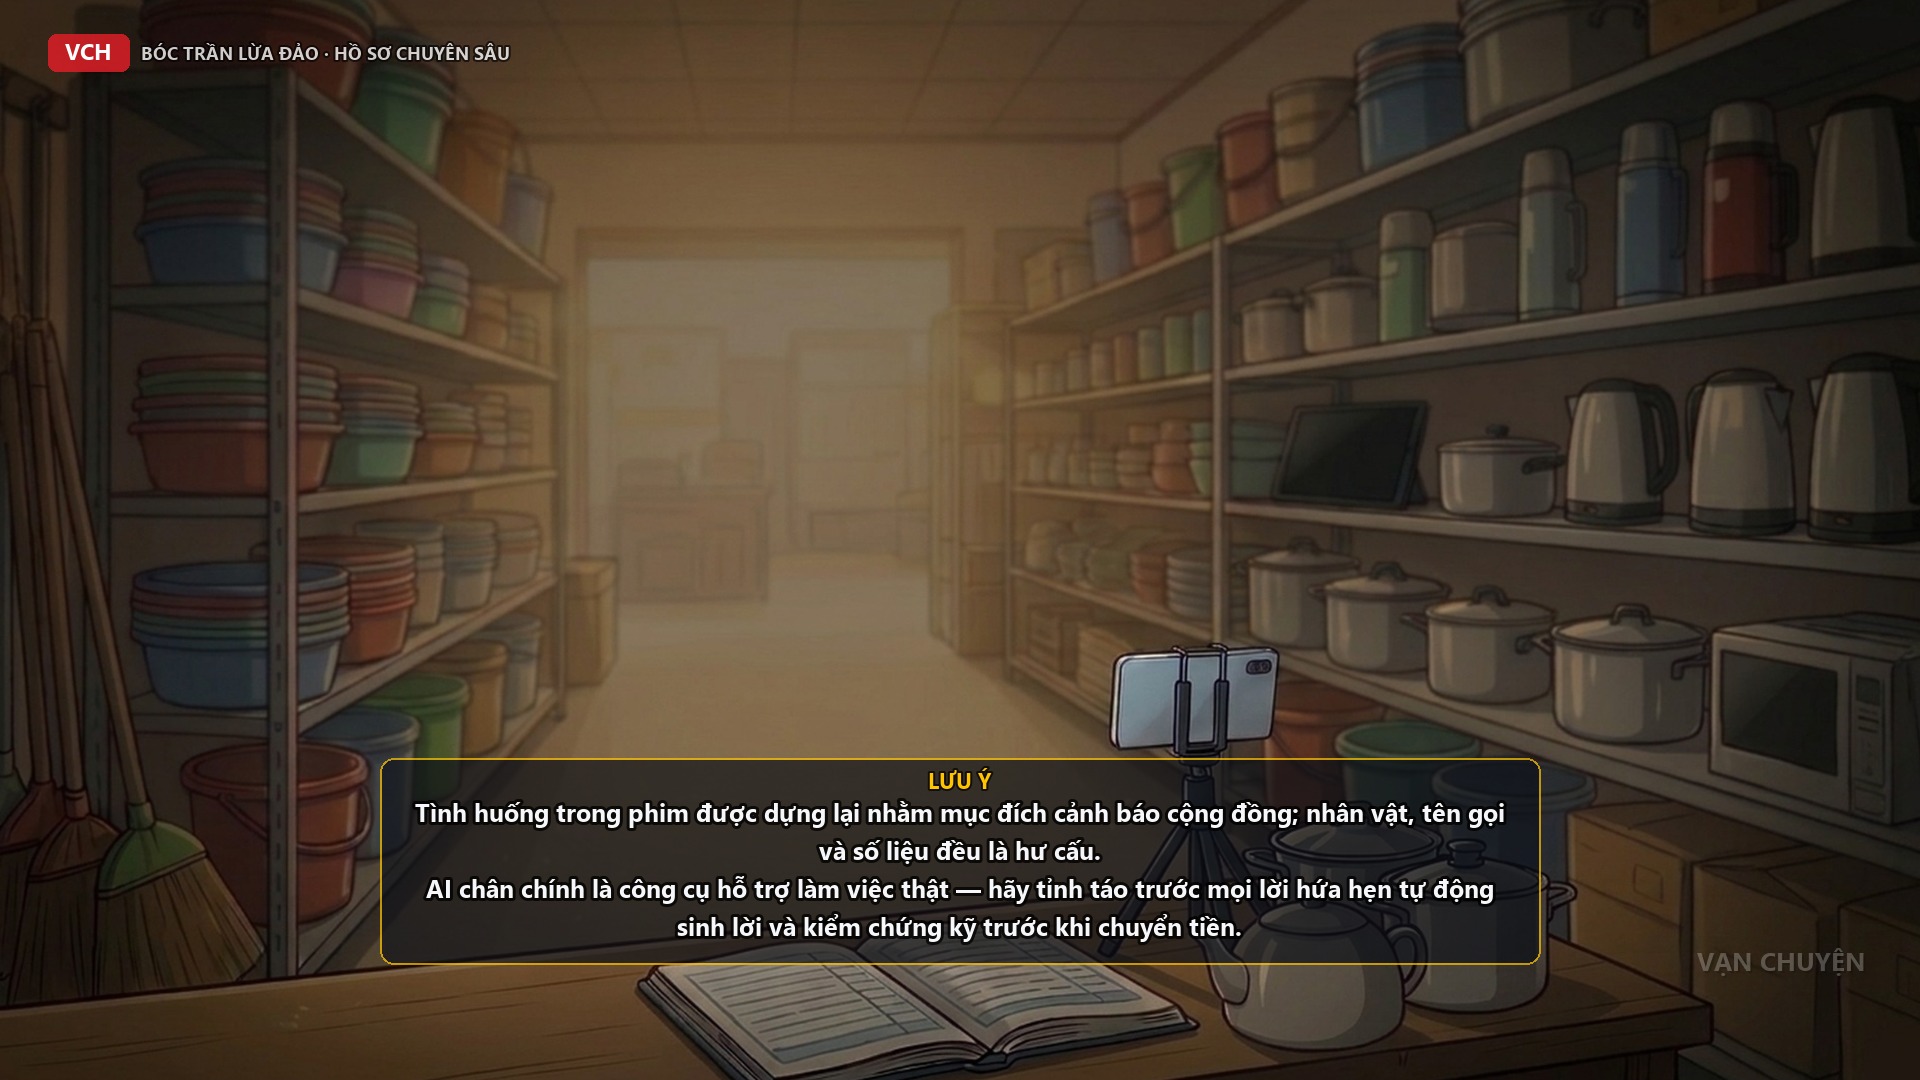 VCH BÓC TRẦN LỪA ĐẢO · HỒ SƠ CHUYÊN SÂU
LƯU Ý
Tình huống trong phim được dựng lại nhằm mục đích cảnh báo cộng đồng; nhân vật, tên gọi
và số liệu đều là hư cấu.
AI chân chính là công cụ hỗ trợ làm việc thật — hãy tỉnh táo trước mọi lời hứa hẹn tự động
sinh lời và kiểm chứng kỹ trước khi chuyển tiền.
VẠN CHUYỆN